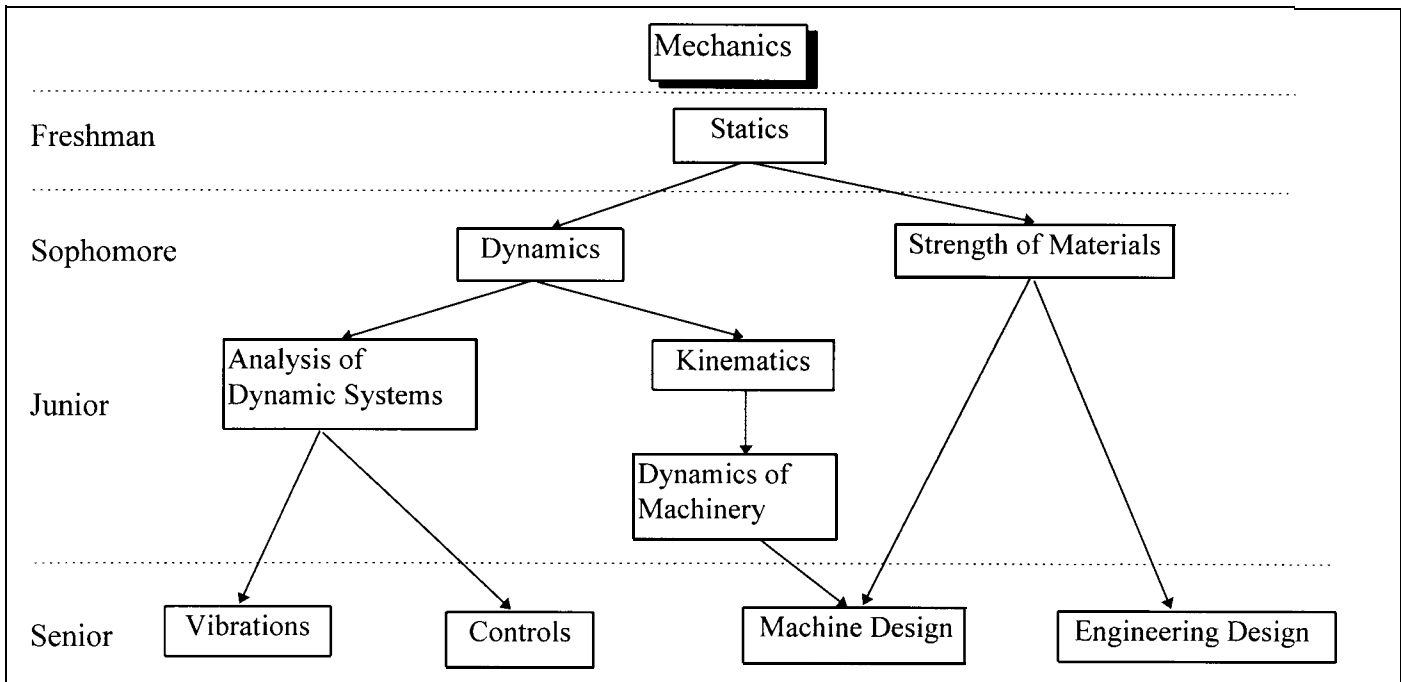 Mechanics
Freshman
Statics
Sophomore
Dynamics
Strength of Materials
Junior
Analysis of
Dynamic Systems
Kinematics
Dynamics of
Machinery
Senior
Vibrations
Controls
Machine Design
Engineering Design